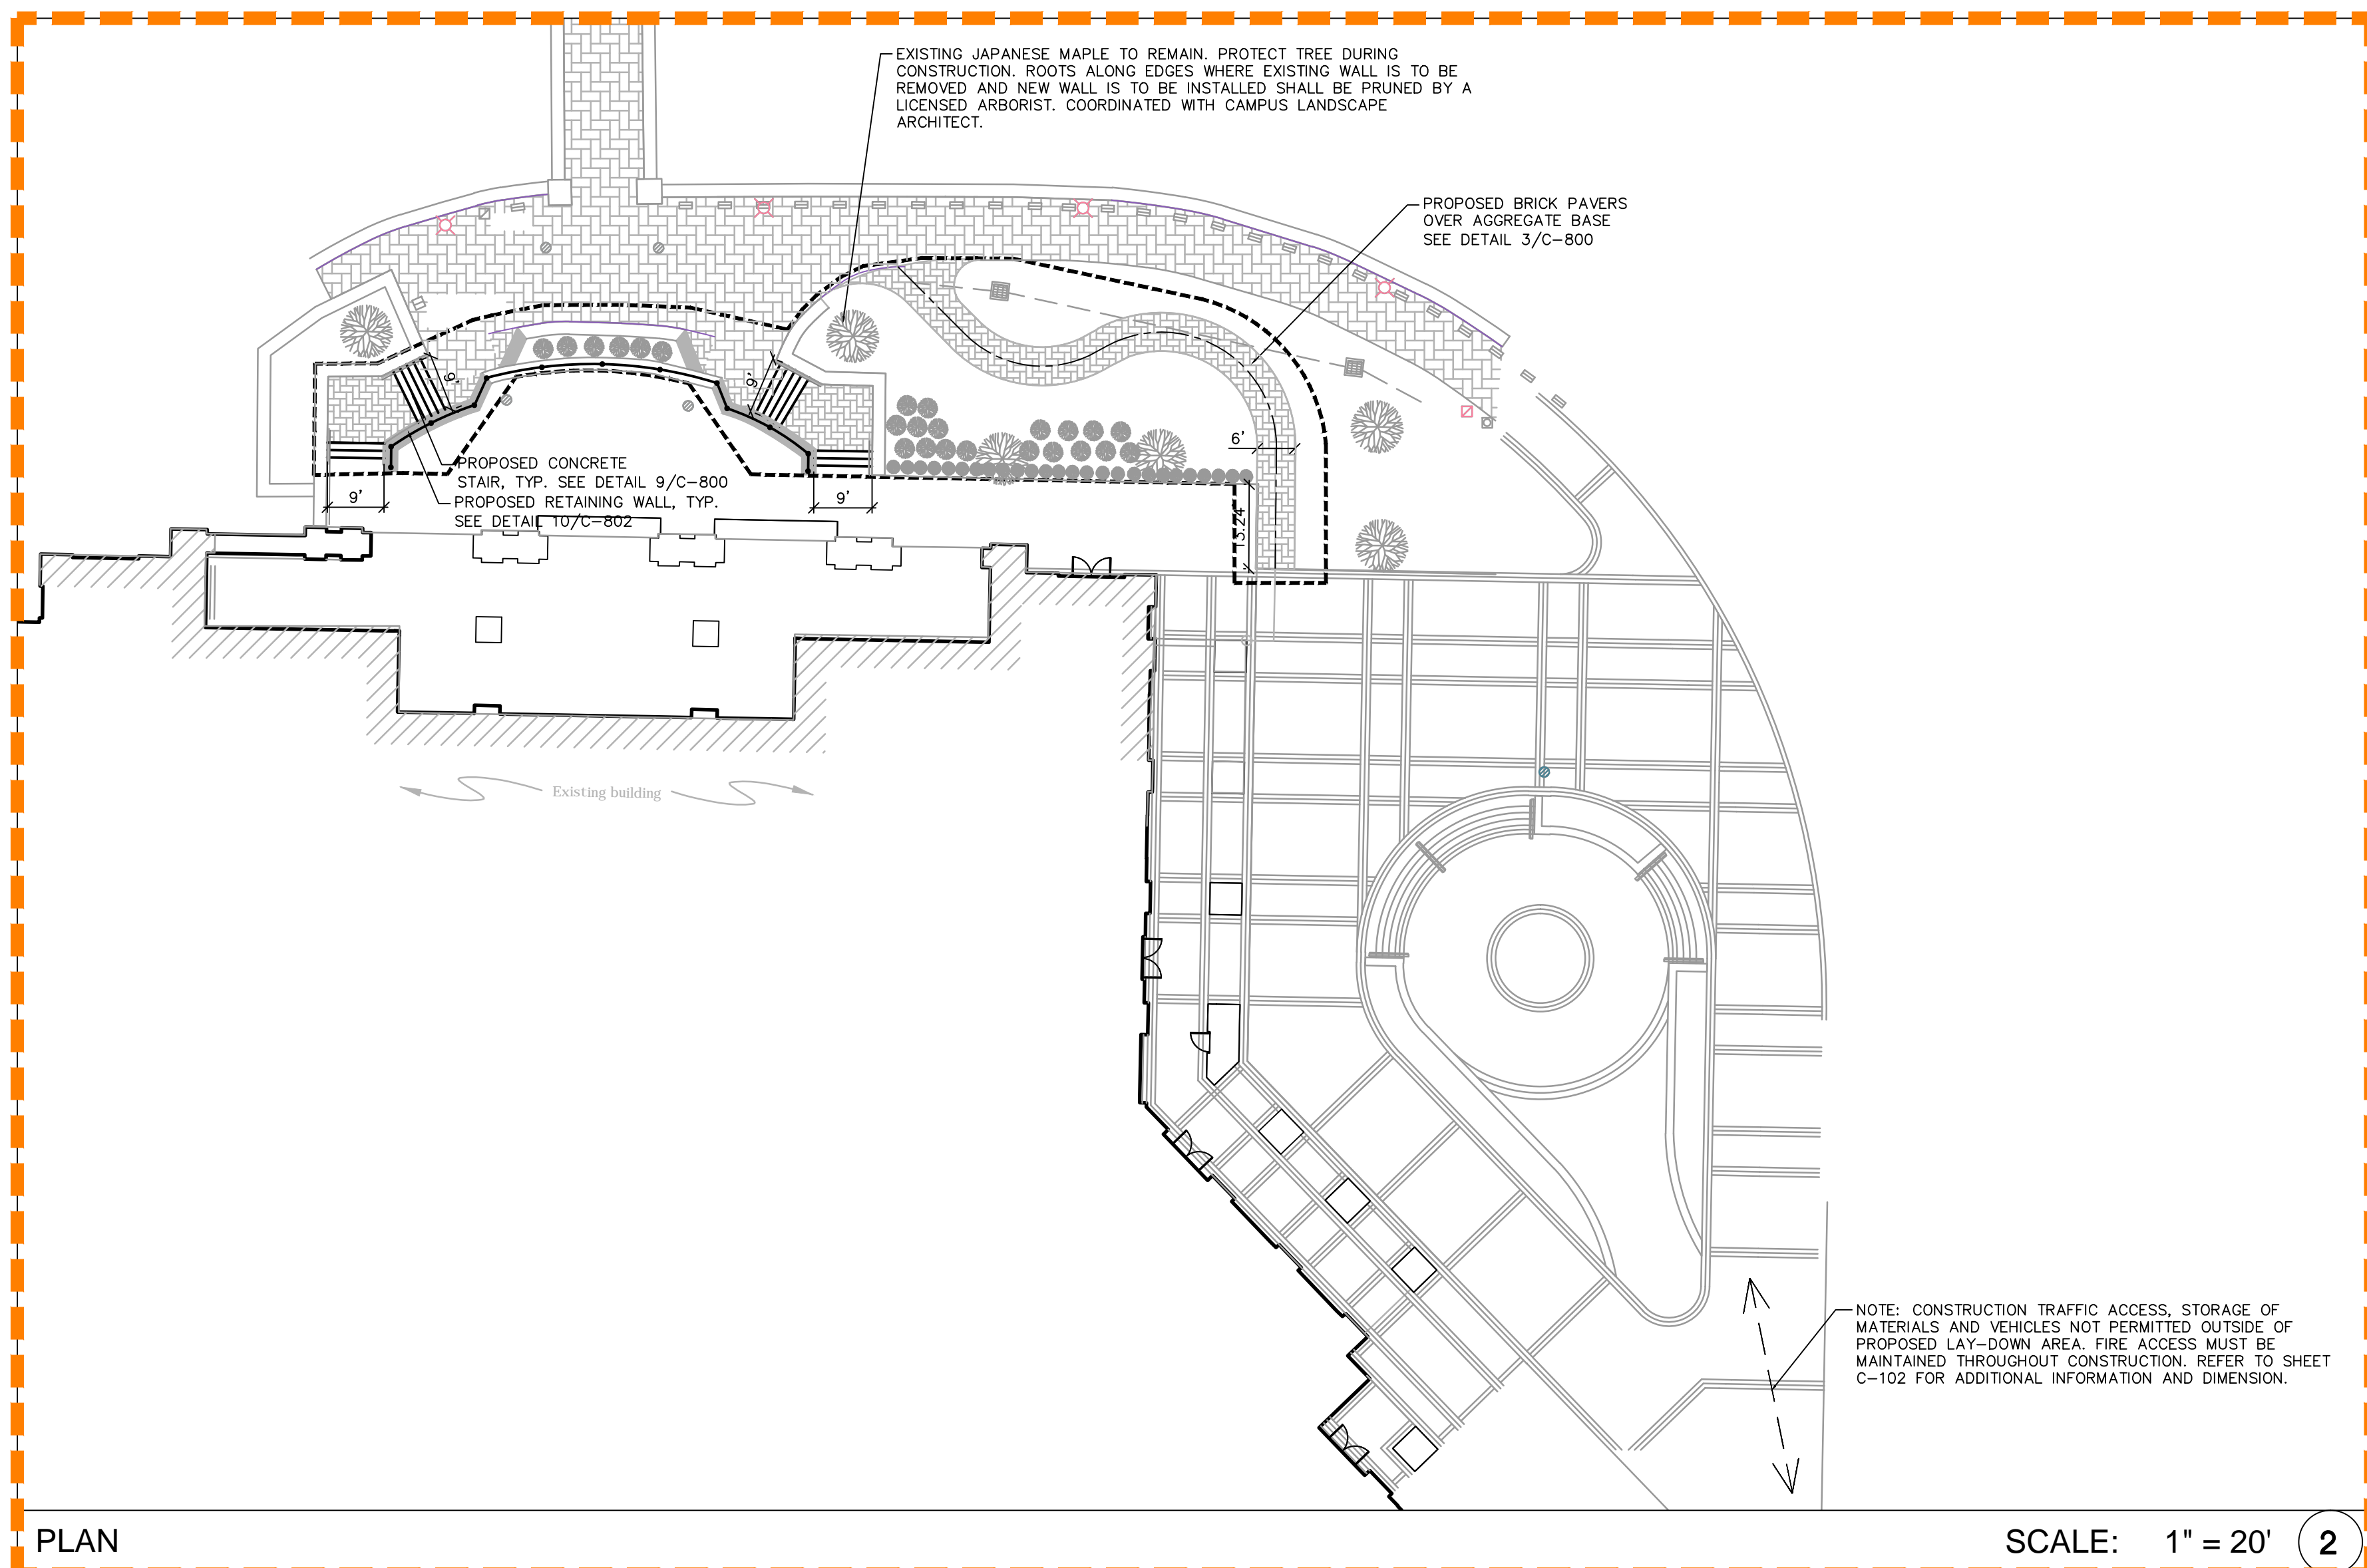 EXISTING JAPANESE MAPLE TO REMAIN. PROTECT TREE DURING
CONSTRUCTION. ROOTS ALONG EDGES WHERE EXISTING WALL IS TO BE
REMOVED AND NEW WALL IS TO BE INSTALLED SHALL BE PRUNED BY A
LICENSED ARBORIST. COORDINATED WITH CAMPUS LANDSCAPE
ARCHITECT.
PROPOSED BRICK PAVERS
OVER AGGREGATE BASE
SEE DETAIL 3/C-800
9'
9'
6'
PROPOSED CONCRETE
STAIR, TYP. SEE DETAIL 9/C-800
PROPOSED RETAINING WALL, TYP.
SEE DETAIL 10/C-802
9'
9'
Existing building
NOTE: CONSTRUCTION TRAFFIC ACCESS, STORAGE OF
MATERIALS AND VEHICLES NOT PERMITTED OUTSIDE OF
PROPOSED LAY-DOWN AREA. FIRE ACCESS MUST BE
MAINTAINED THROUGHOUT CONSTRUCTION. REFER TO SHEET
C-102 FOR ADDITIONAL INFORMATION AND DIMENSION.
PLAN
SCALE: 1" = 20'
2